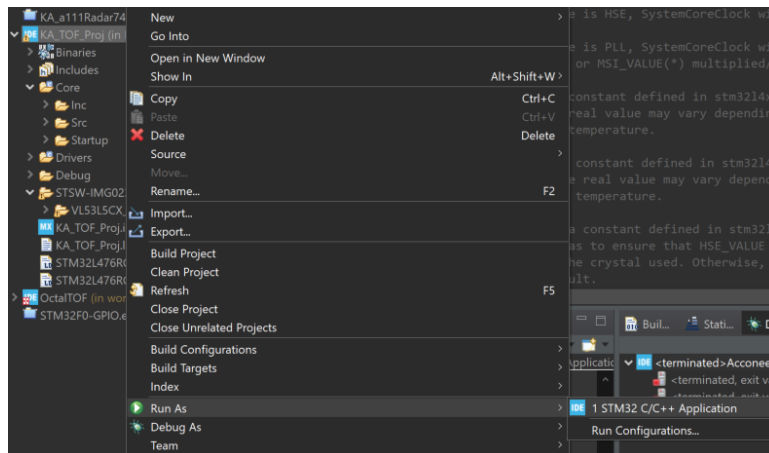 KA_a111Radar74
KA_TOF_Proj (in
Binaries
Includes
Core
Inc
Src
Startup
Drivers
Debug
STSW-IMG02
VL53L5CX_
KA_TOF_Proj.i
KA_TOF_Proj.l
STM32L476R
STM32L476R
OctalTOF (in wor
STM32F0-GPIO.e
New
Go Into
Open in New Window
Show In Alt+Shift+W
Copy Ctrl+C
Paste Ctrl+V
Delete Delete
Source
Move...
Rename... F2
Import...
Export...
Build Project
Clean Project
Refresh F5
Close Project
Close Unrelated Projects
Build Configurations
Build Targets
Index
Run As
Debug As
Team
1 STM32 C/C++ Application
Run Configurations...
e is HSE, SystemCoreClock wi
e is PLL, SystemCoreClock wi
or MSI_VALUE(*) multiplied/
constant defined in stm32l4x
real value may vary dependin
temperature.
constant defined in stm32l4
e real value may vary depend
temperature.
a constant defined in stm32l
as to ensure that HSE_VALUE
he crystal used. Otherwise,
ult.
Buil...
Stati...
D
pplicatio
<terminated>Acconee
<terminated, exit va